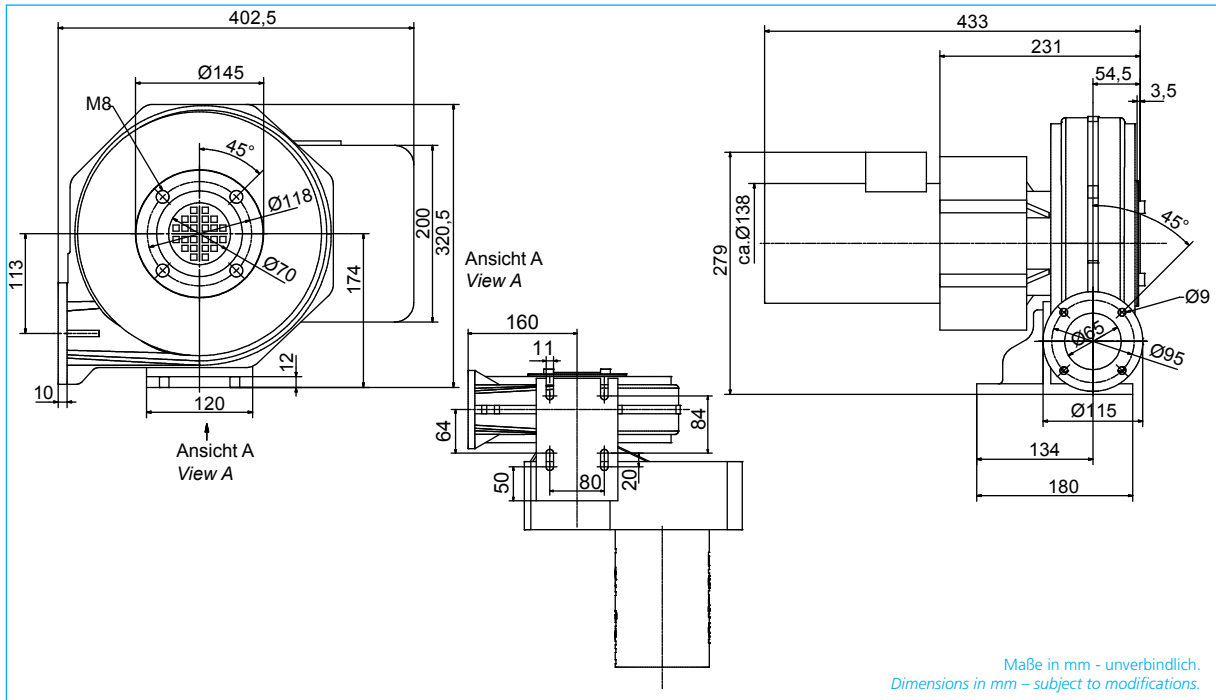 402,5
Ø145
M8
45°
Ø118
Ø70
113
200
320,5
174
12
10
120
Ansicht A
View A
Ansicht A
View A
160
11
64
84
50
80
20
433
231
54,5
3,5
45°
279
ca.Ø138
Ø9
Ø65
Ø95
Ø115
134
180
Maße in mm - unverbindlich.
Dimensions in mm – subject to modifications.